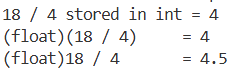 18 / 4 stored in int = 4
(float)(18 / 4)      = 4
(float)18 / 4        = 4.5